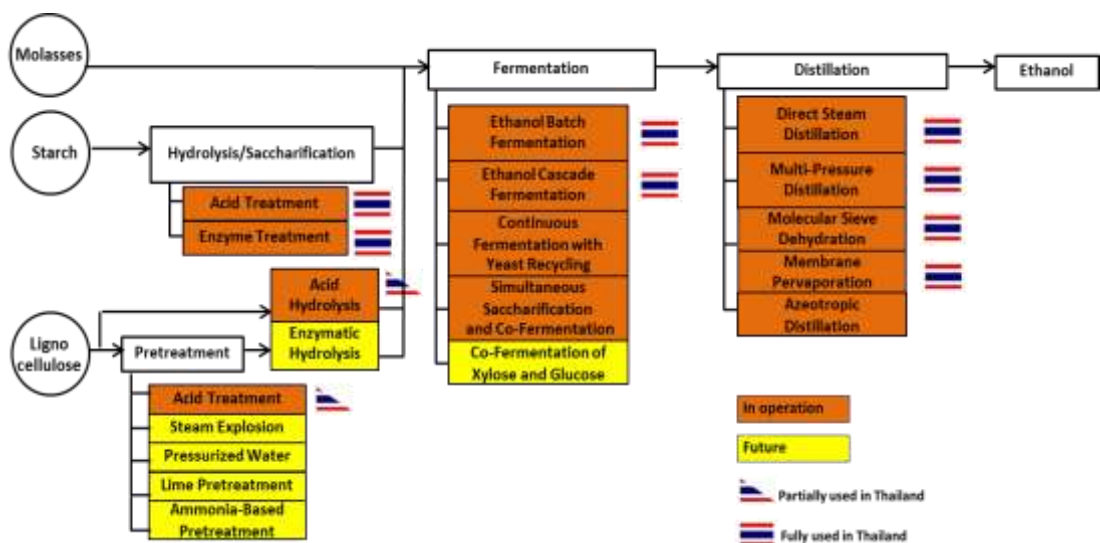 Molasses
Fermentation
Distillation
Ethanol
Starch
Hydrolysis/Saccharification
Acid Treatment
Enzyme Treatment
Ethanol Batch
Fermentation
Ethanol Cascade
Fermentation
Continuous
Fermentation with
Yeast Recycling
Simultaneous
Saccharification
and Co-Fermentation
Co-Fermentation of
Xylose and Glucose
Direct Steam
Distillation
Multi-Pressure
Distillation
Molecular Sieve
Dehydration
Membrane
Pervaporation
Azeotropic
Distillation
Acid
Hydrolysis
Enzymatic
Hydrolysis
Ligno
cellulose
Pretreatment
Acid Treatment
Steam Explosion
Pressurized Water
Lime Pretreatment
Ammonia-Based
Pretreatment
In operation
Future
Partially used in Thailand
Fully used in Thailand